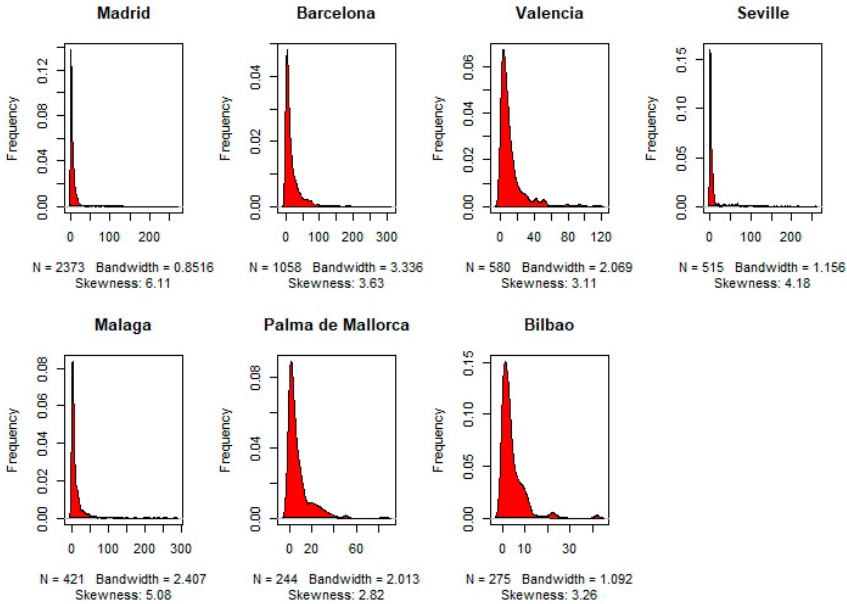 Madrid
Frequency
0.00 0.04 0.08 0.12
0 100 200
N = 2373 Bandwidth = 0.8516
Skewness: 6.11
Barcelona
Frequency
0.00 0.02 0.04
0 100 200 300
N = 1058 Bandwidth = 3.336
Skewness: 3.63
Valencia
Frequency
0.00 0.02 0.04 0.06
0 20 40 80 120
N = 580 Bandwidth = 2.069
Skewness: 3.11
Seville
Frequency
0.00 0.05 0.10 0.15
0 100 200
N = 515 Bandwidth = 1.156
Skewness: 4.18
Malaga
Frequency
0.00 0.04 0.08
0 100 200 300
N = 421 Bandwidth = 2.407
Skewness: 5.08
Palma de Mallorca
Frequency
0.00 0.04 0.08
0 20 60
N = 244 Bandwidth = 2.013
Skewness: 2.82
Bilbao
Frequency
0.00 0.05 0.10 0.15
0 10 30
N = 275 Bandwidth = 1.092
Skewness: 3.26